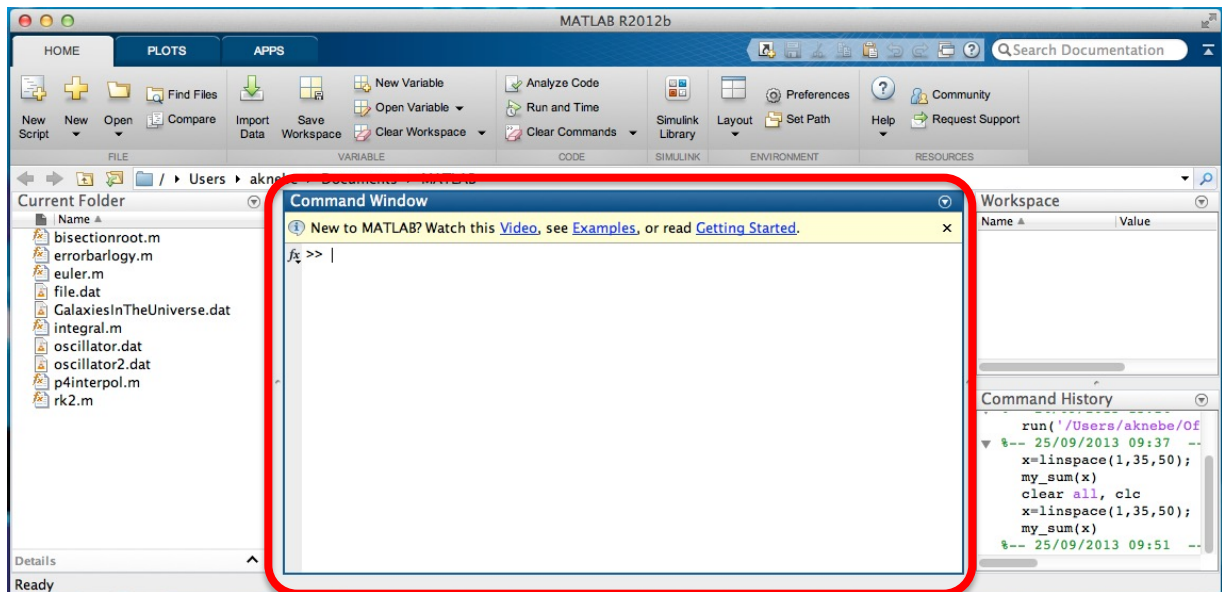 MATLAB R2012b
HOME PLOTS APPS Search Documentation
New Script New Open Find Files Compare Import Data Save Workspace New Variable Open Variable Clear Workspace Analyze Code Run and Time Clear Commands Simulink Library Layout Preferences Set Path Help Community Request Support
FILE VARIABLE CODE SIMULINK ENVIRONMENT RESOURCES
/ Users MATLAB
Current Folder
Name
bisectionroot.m
errorbarlogy.m
euler.m
file.dat
GalaxiesInTheUniverse.dat
integral.m
oscillator.dat
oscillator2.dat
p4interpol.m
rk2.m
Details
Ready
Command Window
New to MATLAB? Watch this Video, see Examples, or read Getting Started.
fx >>
Workspace
Name Value
Command History
run('/Users/aknebe/Of
%-- 25/09/2013 09:37 --
x=linspace(1,35,50);
my_sum(x)
clear all, clc
x=linspace(1,35,50);
my_sum(x)
%-- 25/09/2013 09:51 --